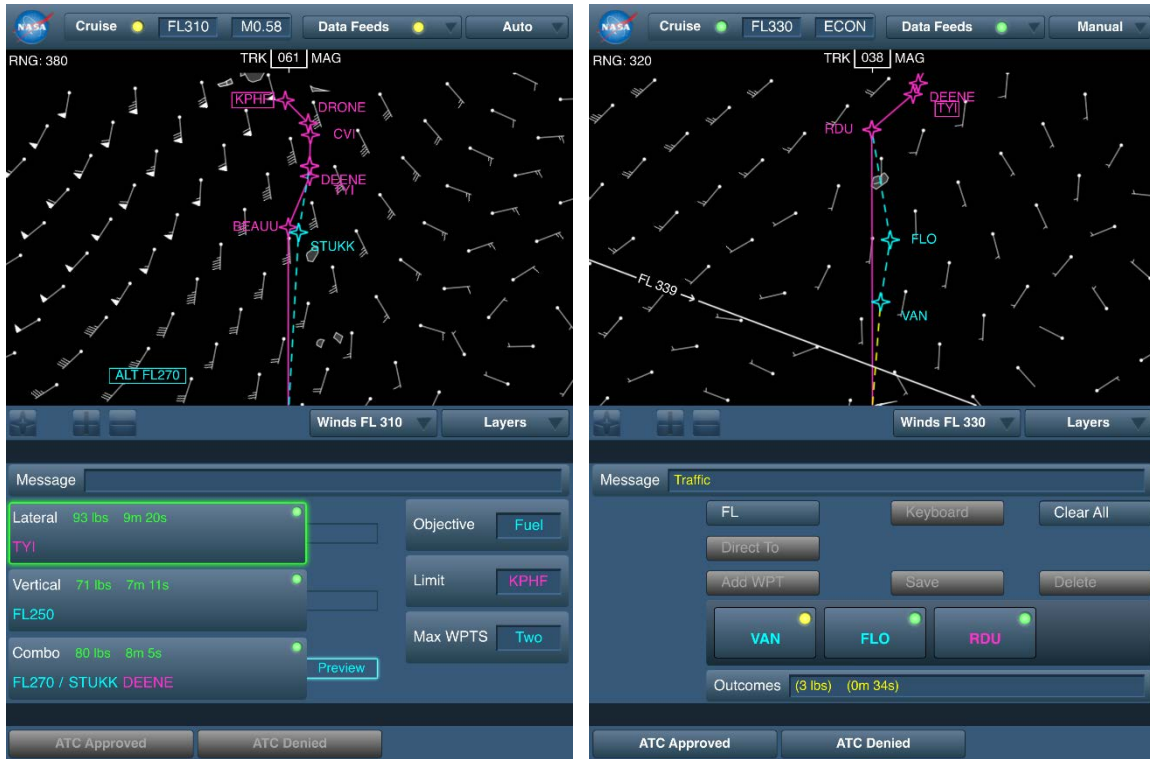 NASA Cruise FL310 M0.58 Data Feeds Auto
RNG: 380 TRK 061 MAG
KPHF
DRONE
CVI
DEENE
TYI
BEAUU
STUKK
ALT FL270
Winds FL 310 Layers
Message
Lateral 93 lbs 9m 20s
TYI
Vertical 71 lbs 7m 11s
FL250
Combo 80 lbs 8m 5s
FL270 / STUKK DEENE
Preview
Objective Fuel
Limit KPHF
Max WPTS Two
ATC Approved ATC Denied
NASA Cruise FL330 ECON Data Feeds Manual
RNG: 320 TRK 038 MAG
DEENE
TYI
RDU
FLO
FL 339
VAN
Winds FL 330 Layers
Message Traffic
FL Keyboard Clear All
Direct To
Add WPT Save Delete
VAN FLO RDU
Outcomes (3 lbs) (0m 34s)
ATC Approved ATC Denied